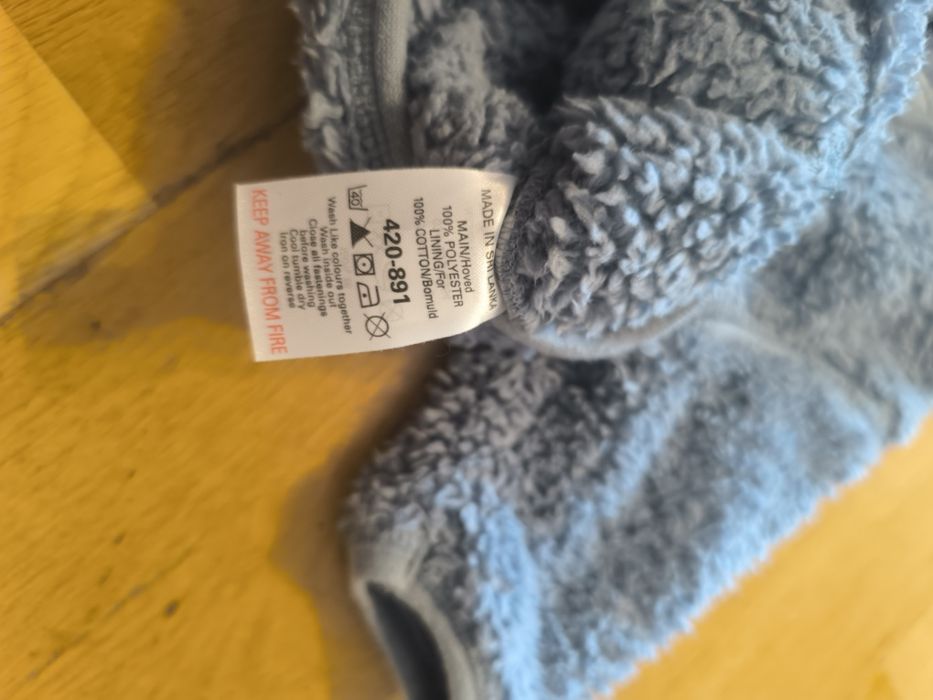 MADE IN SRI LANKA
MAIN/Hoved
100% POLYESTER
LINING/For
100% COTTON/Bomuld
420-891
40
Wash Like colours together
Wash inside out
Close all fastenings
before washing
Cool tumble dry
Iron on reverse
KEEP AWAY FROM FIRE